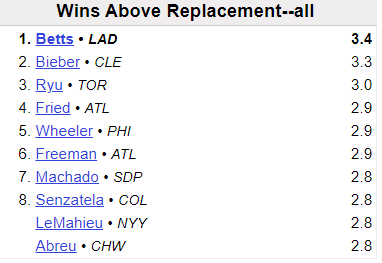 Wins Above Replacement--all
1. Betts • LAD 3.4
2. Bieber • CLE 3.3
3. Ryu • TOR 3.0
4. Fried • ATL 2.9
5. Wheeler • PHI 2.9
6. Freeman • ATL 2.9
7. Machado • SDP 2.8
8. Senzatela • COL 2.8
LeMahieu • NYY 2.8
Abreu • CHW 2.8